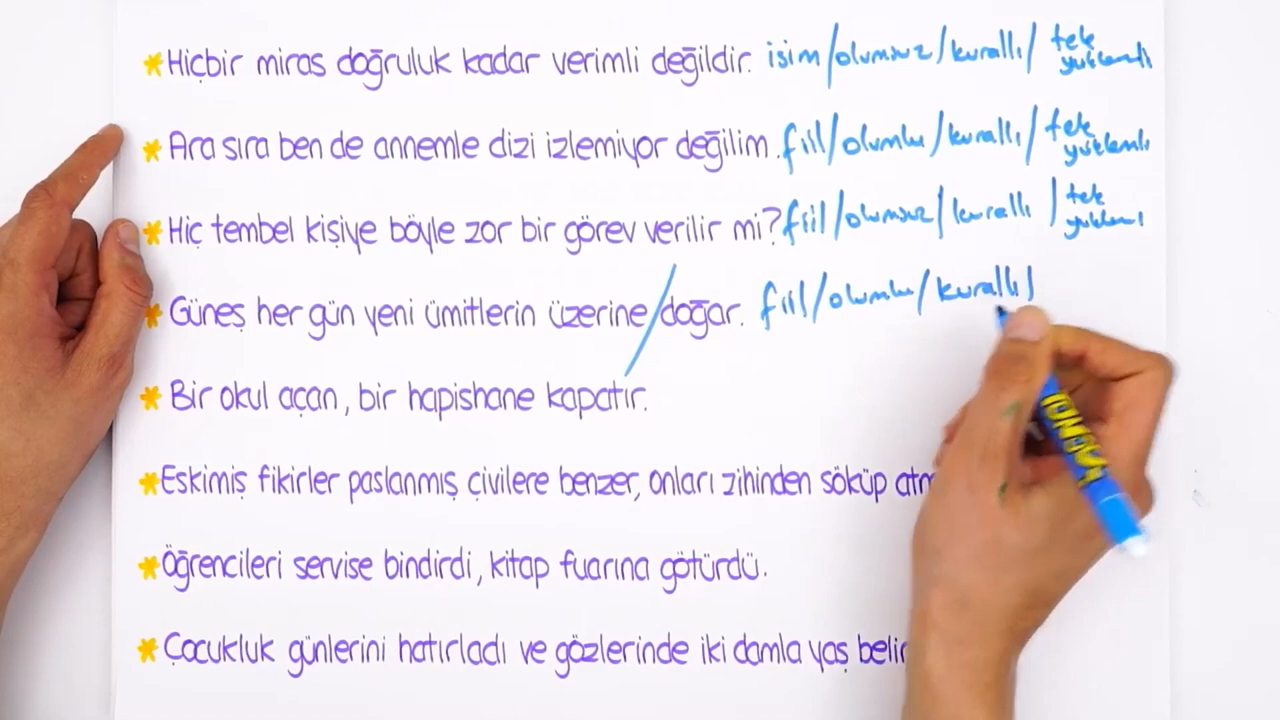 Hiçbir miras doğruluk kadar verimli değildir. isim/olumsuz/kurallı/ tek yüklemli
Ara sıra ben de annemle dizi izlemiyor değilim. fiil/olumlu/kurallı/tek yüklemli
Hiç tembel kişiye böyle zor bir görev verilir mi? fiil/olumsuz/kurallı/tek
Güneş her gün yeni ümitlerin üzerine/doğar. fiil/olumlu/kurallı/
Bir okul açan, bir hapishane kapatır.
Eskimiş fikirler paslanmış çivilere benzer, onları zihinden söküp
Öğrencileri servise bindirdi, kitap fuarına götürdü.
Çocukluk günlerini hatırladı ve gözlerinde iki damla yaş